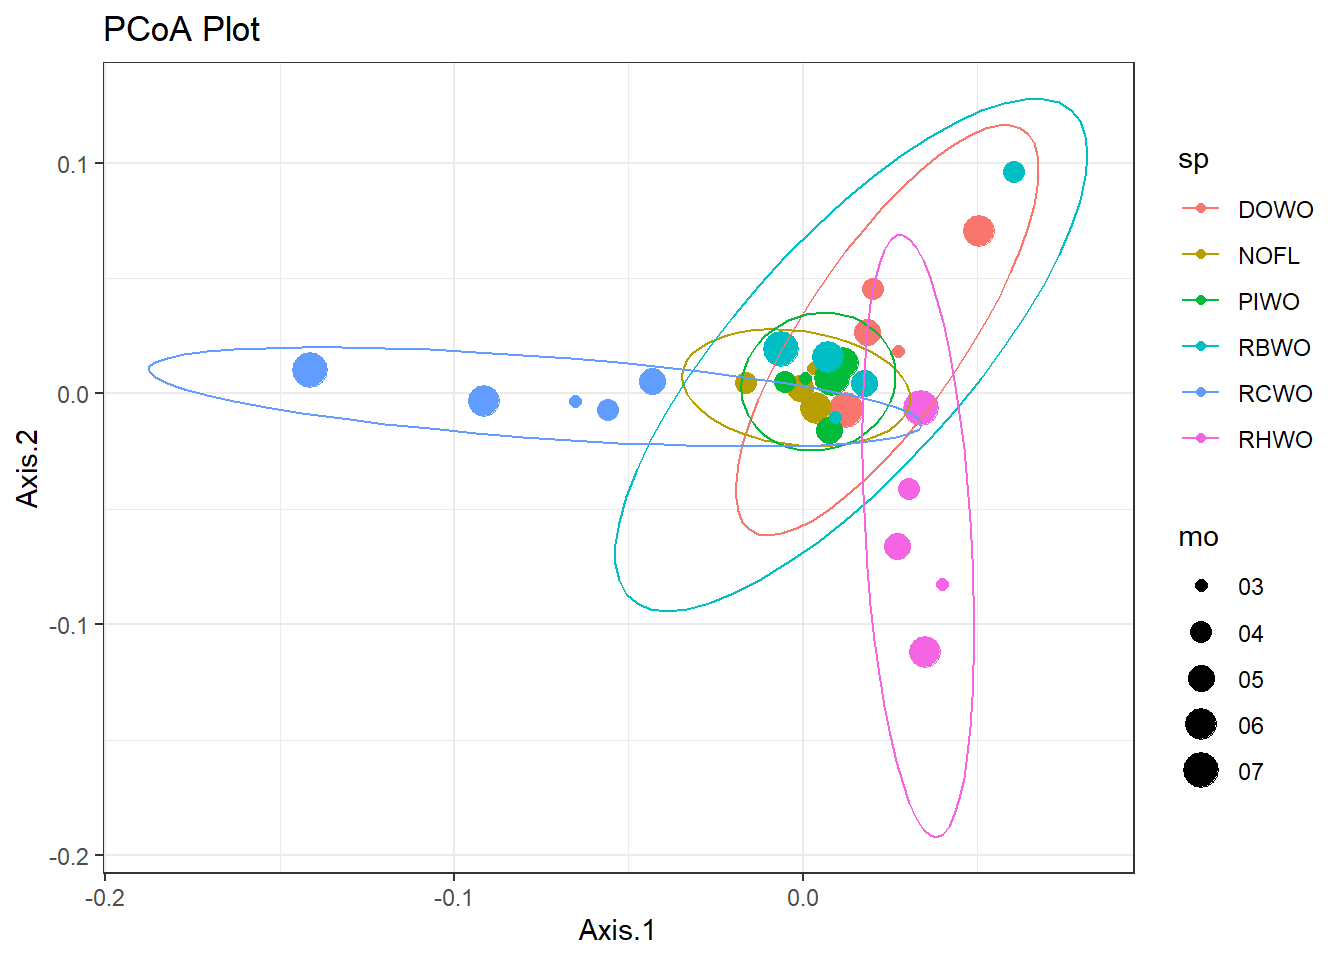 PCoA Plot
0.1
0.0
-0.1
-0.2
Axis.2
-0.2
-0.1
0.0
Axis.1
sp
DOWO
NOFL
PIWO
RBWO
RCWO
RHWO
mo
03
04
05
06
07